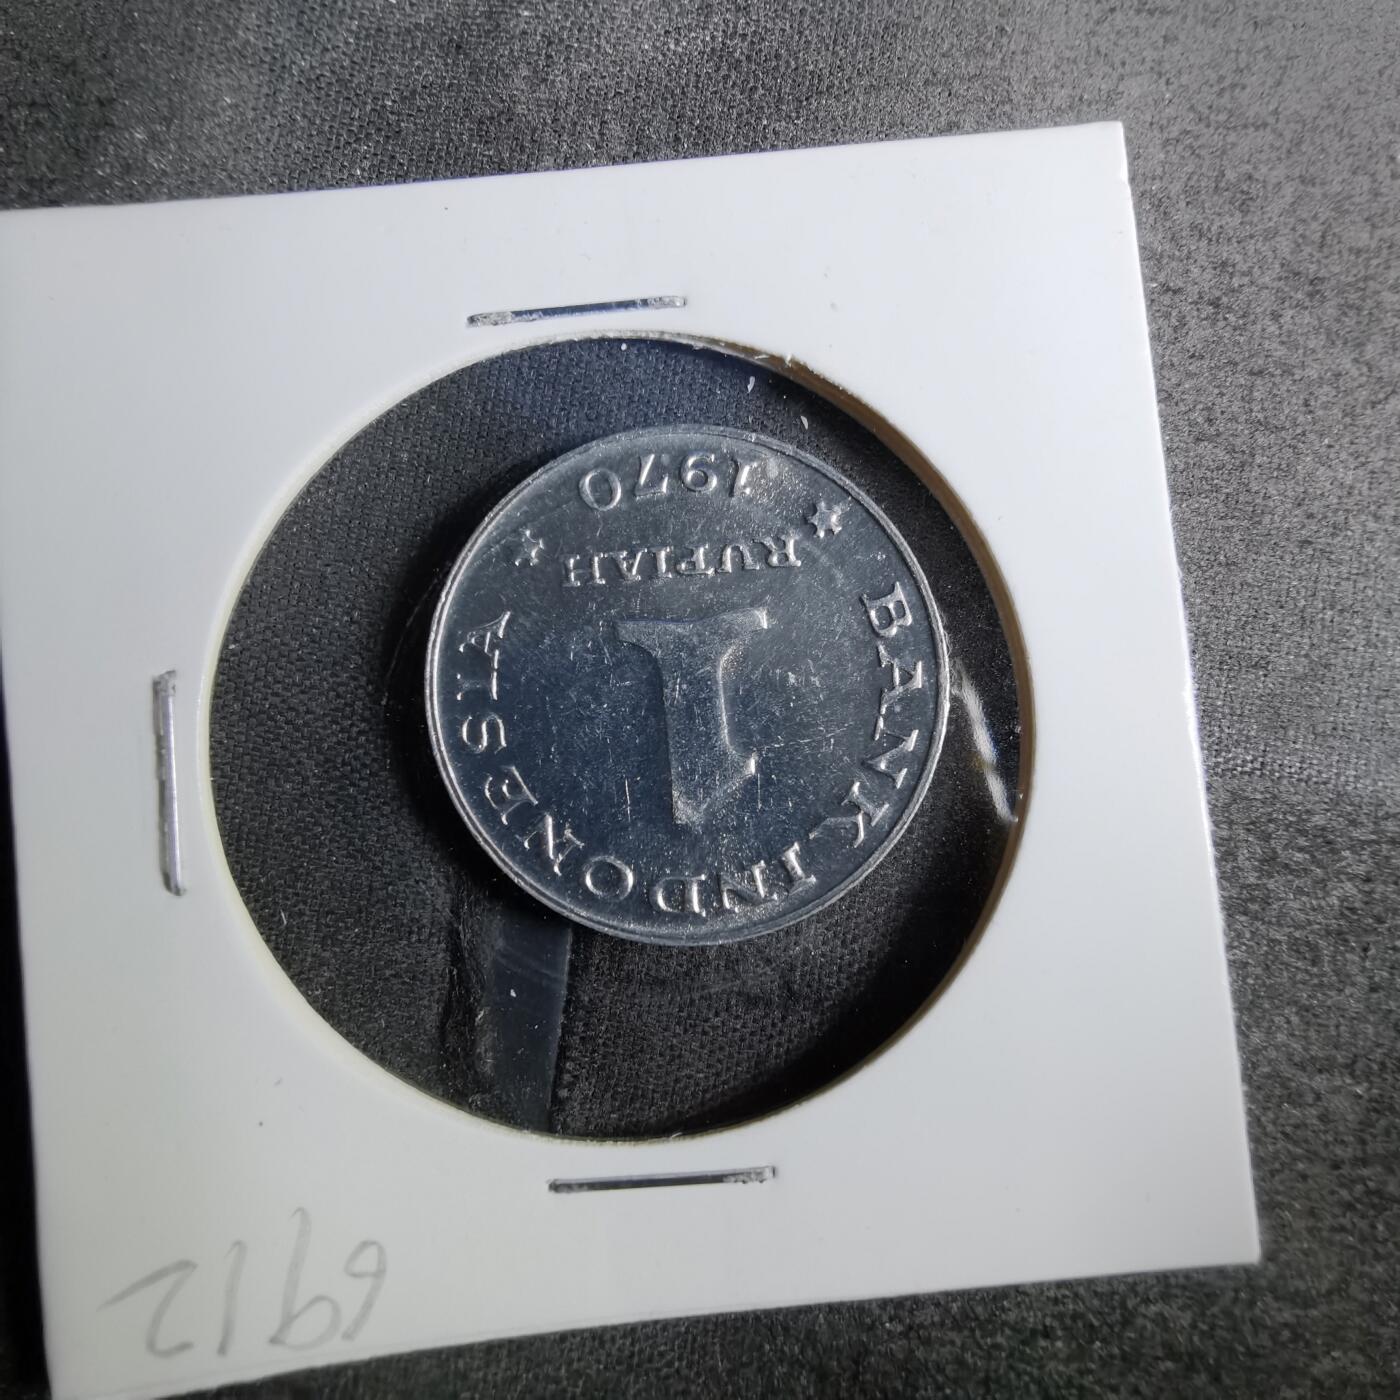 BANK INDONESIA
1
RUPIAH
1970
6912